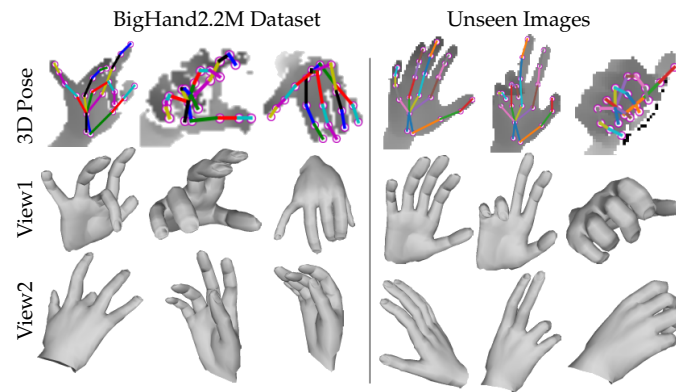 BigHand2.2M Dataset
Unseen Images
3D Pose
View1
View2